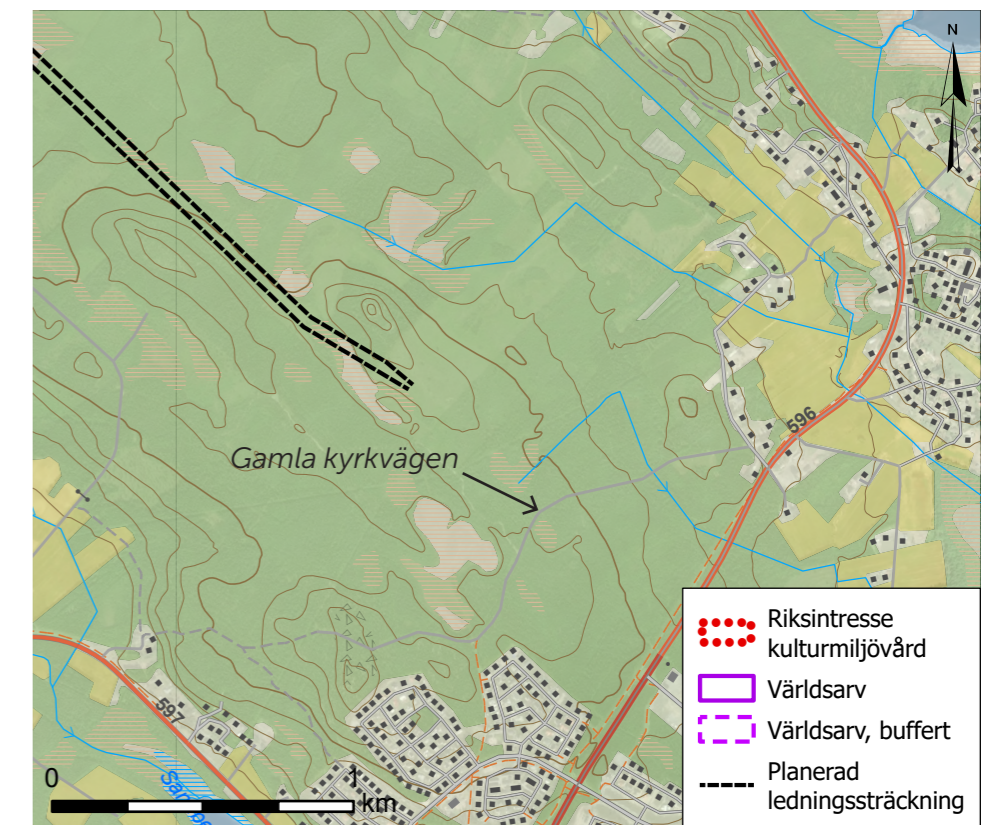 N
596
Gamla kyrkvägen
597
0
1
km
Riksintresse
kulturmiljövård
Världsarv
Världsarv, buffert
Planerad
ledningssträckning